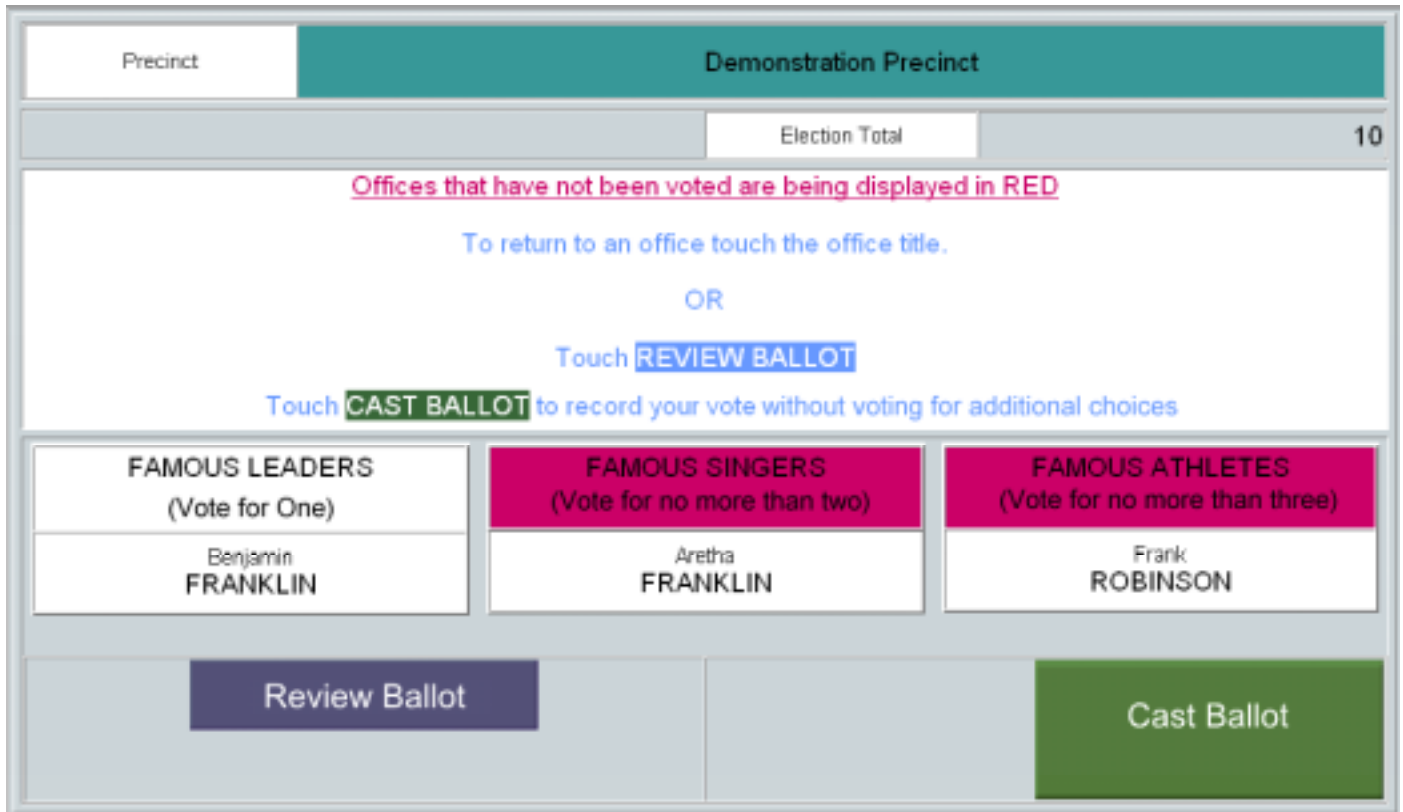 Precinct
Demonstration Precinct
Election Total
10
Offices that have not been voted are being displayed in RED
To return to an office touch the office title.
OR
Touch REVIEW BALLOT
Touch CAST BALLOT to record your vote without voting for additional choices
FAMOUS LEADERS
(Vote for One)
Benjamin
FRANKLIN
FAMOUS SINGERS
(Vote for no more than two)
Aretha
FRANKLIN
FAMOUS ATHLETES
(Vote for no more than three)
Frank
ROBINSON
Review Ballot
Cast Ballot